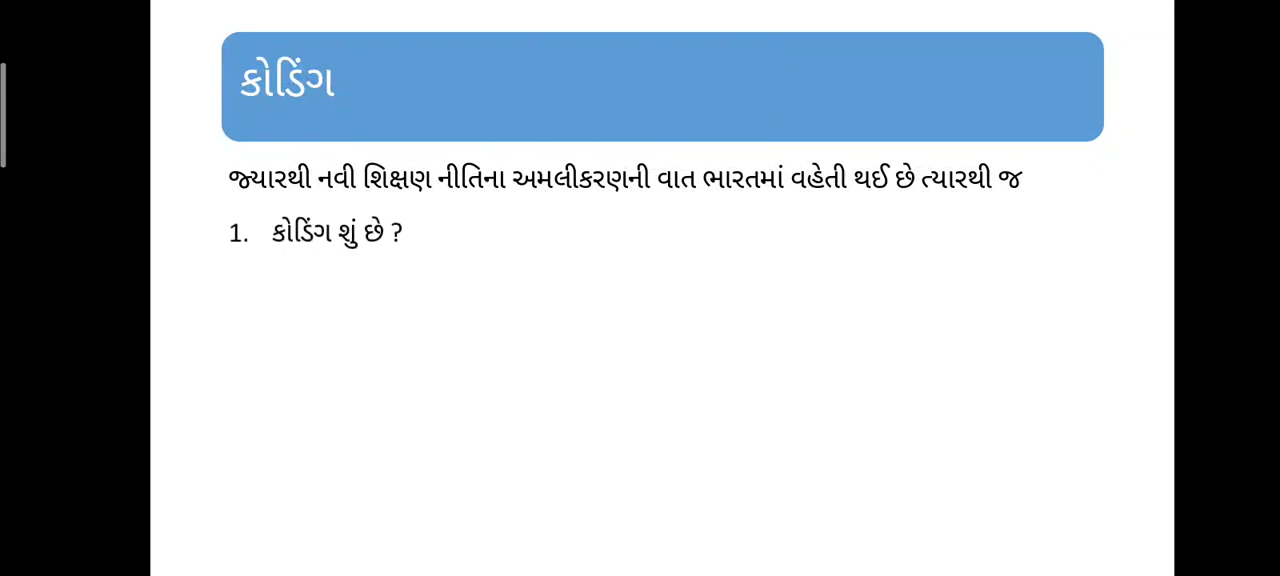 કોડિંગ
જ્યારથી નવી શિક્ષણ નીતિના અમલીકરણની વાત ભારતમાં વહેતી થઈ છે ત્યારથી જ
1. કોડિંગ શું છે ?